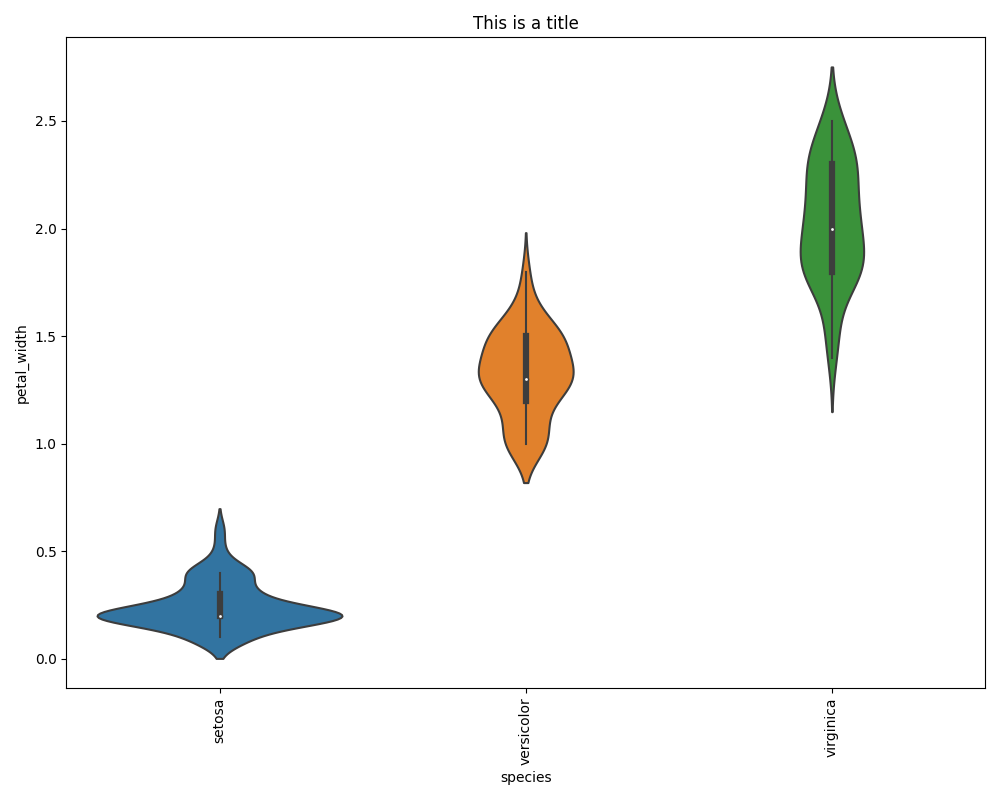 This is a title
petal_width
2.5
2.0
1.5
1.0
0.5
0.0
setosa
versicolor
virginica
species